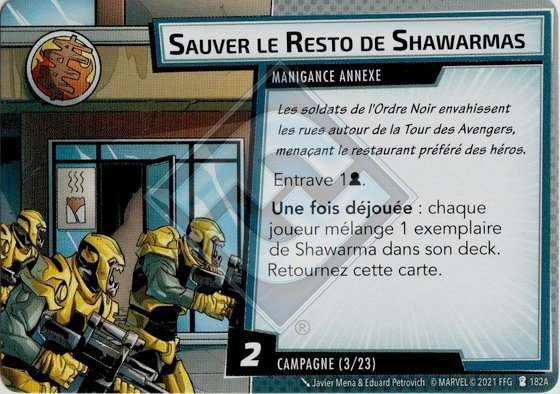 SAUVER LE RESTO DE SHAWARMAS
MANIGANCE ANNEXE
Les soldats de l'Ordre Noir envahissent
les rues autour de la Tour des Avengers,
menaçant le restaurant préféré des héros.
Entrave 1.
Une fois déjouée : chaque
joueur mélange 1 exemplaire
de Shawarma dans son deck.
Retournez cette carte.
®
2
CAMPAGNE (3/23)
Javier Mena & Eduard Petrovich © MARVEL © 2021 FFG 182A